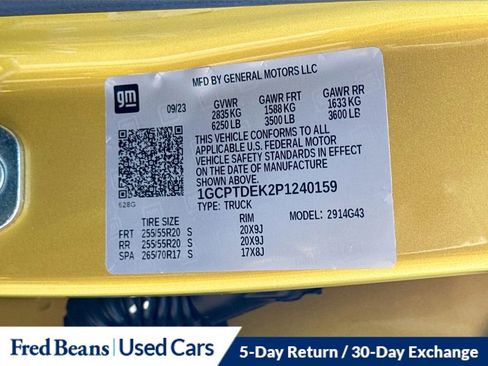 MFD BY GENERAL MOTORS LLC
gm
09/23
GVWR GAWR FRT GAWR RR
2835 KG 1588 KG 1633 KG
6250 LB 3500 LB 3600 LB
THIS VEHICLE CONFORMS TO ALL
APPLICABLE U.S. FEDERAL MOTOR
VEHICLE SAFETY STANDARDS IN EFFECT
ON THE DATE OF MANUFACTURE
SHOWN ABOVE.
1GCPTDEK2P1240159
TYPE: TRUCK
628G
MODEL: 2914G43
TIRE SIZE RIM
FRT 255/55R20 S 20X9J
RR 255/55R20 S 20X9J
SPA 265/70R17 S 17X8J
Fred Beans | Used Cars
5-Day Return / 30-Day Exchange